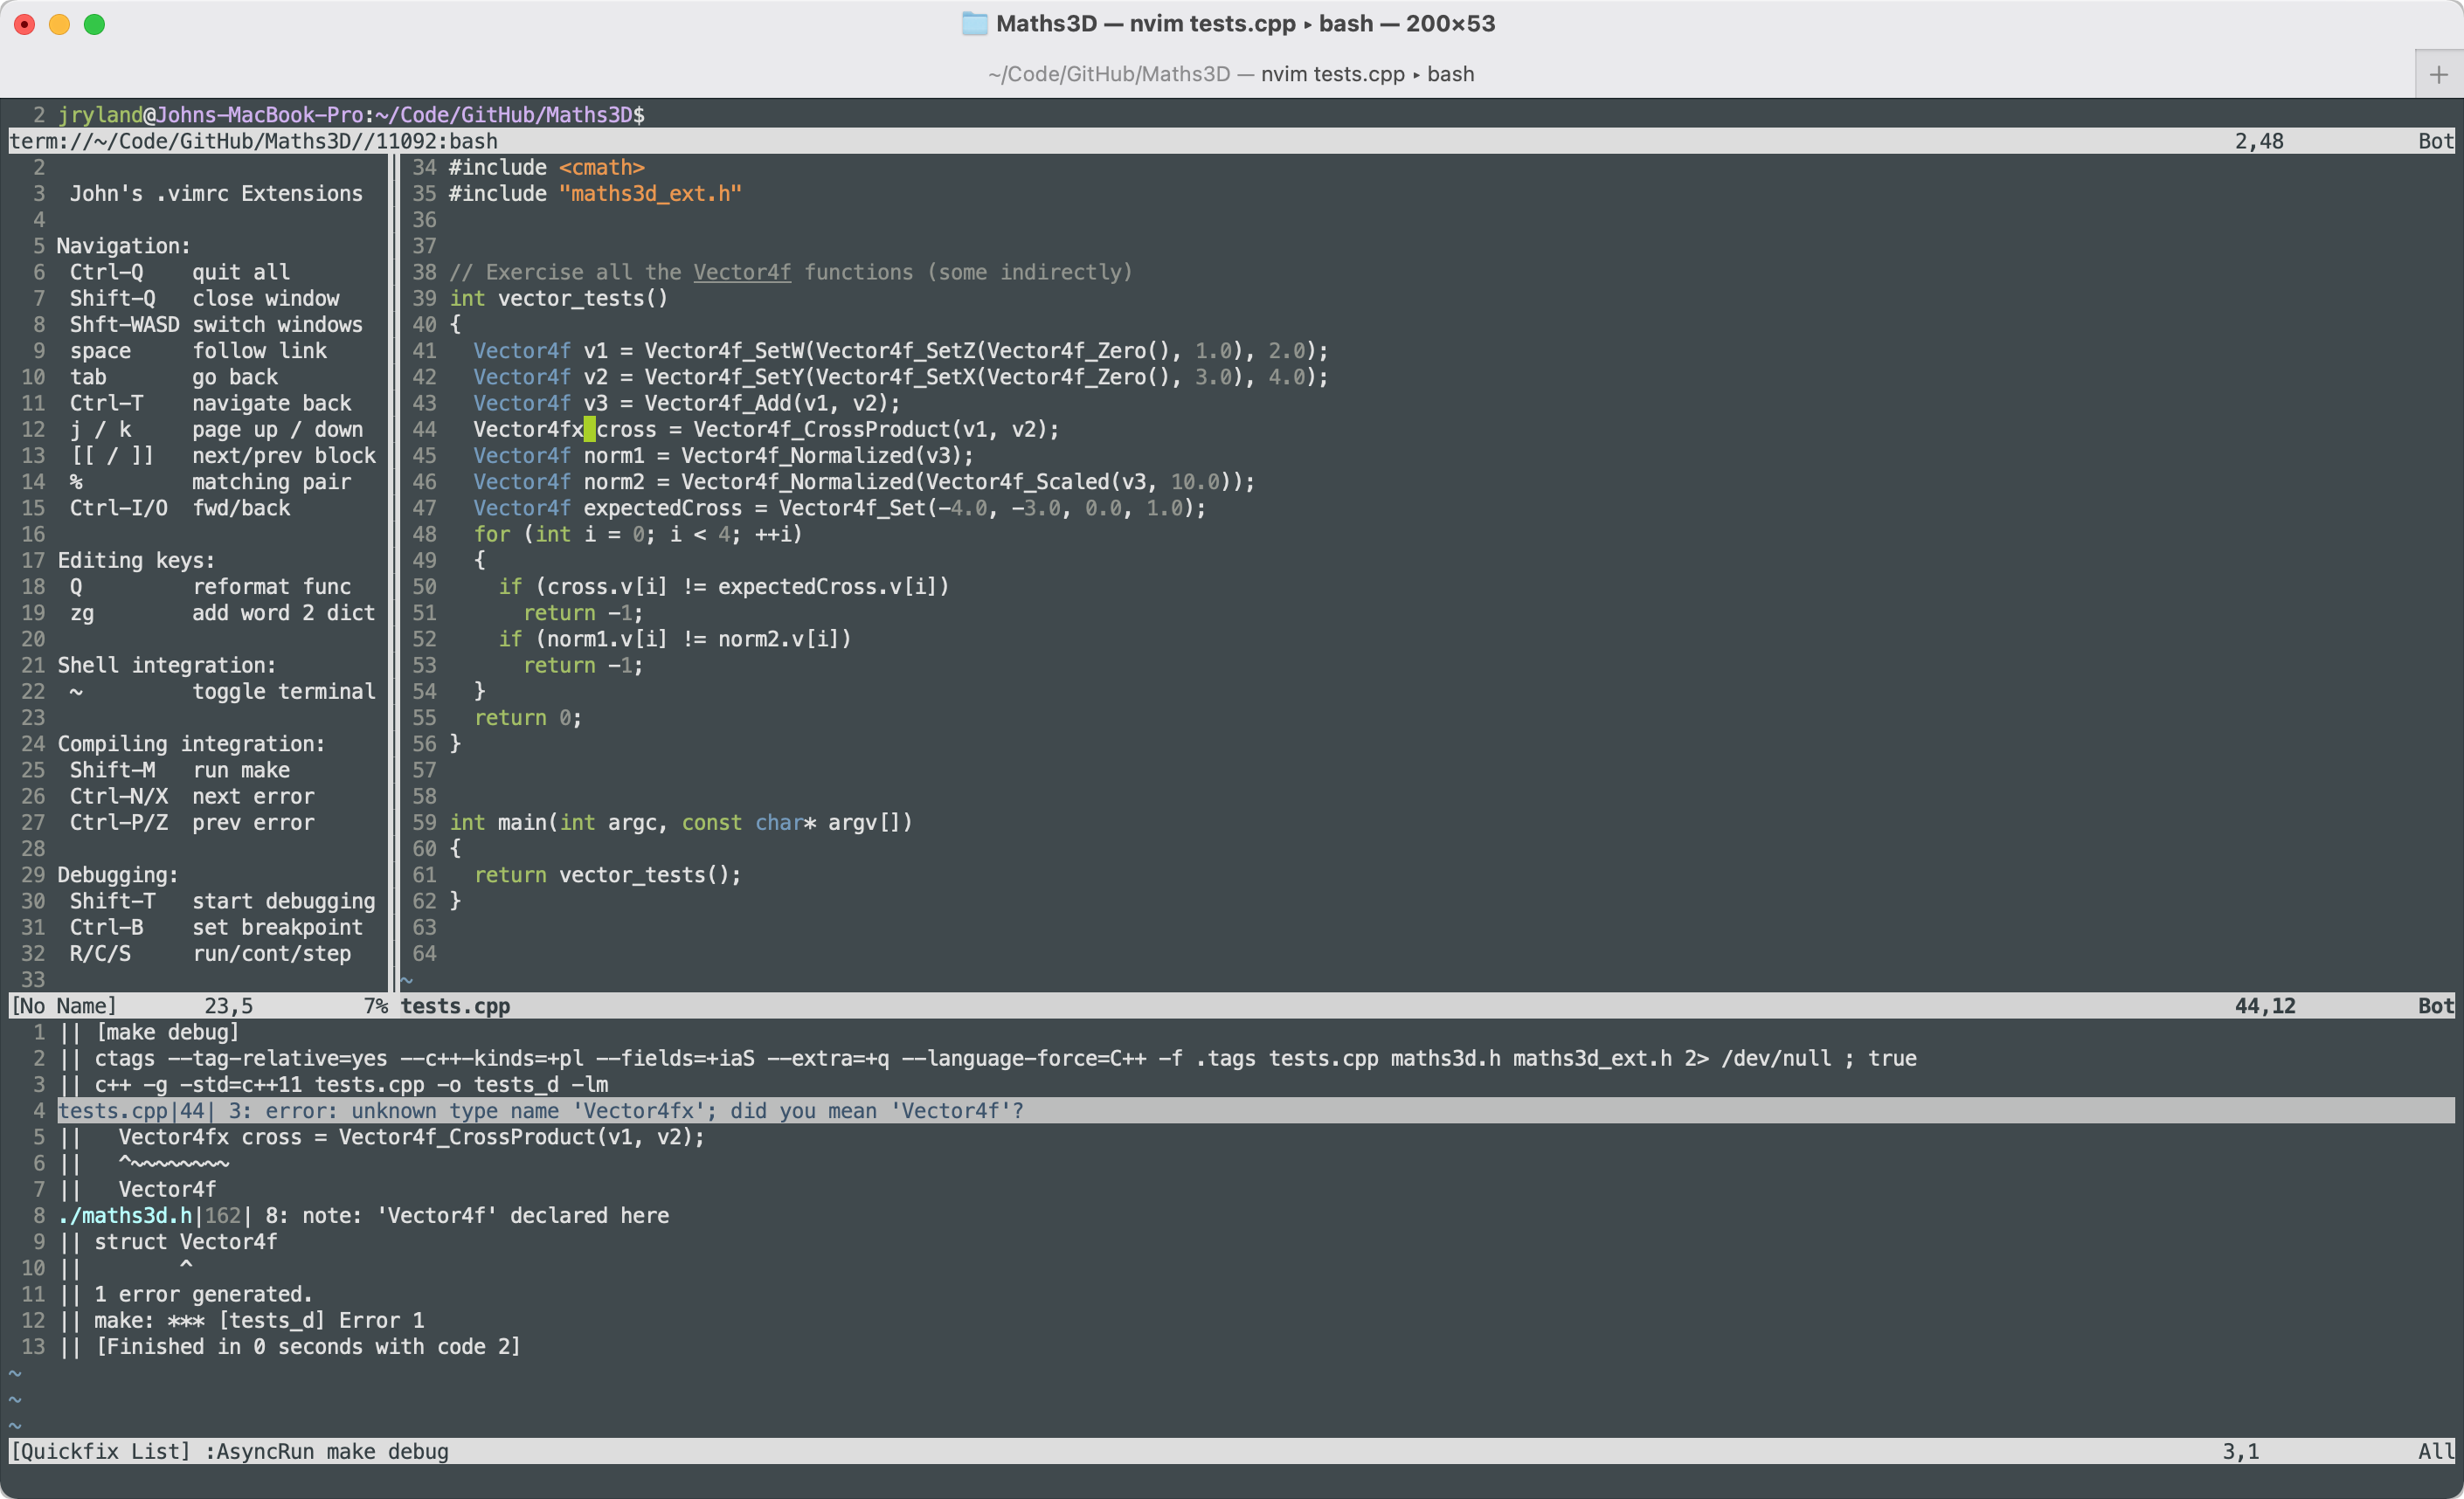 Maths3D — nvim tests.cpp ▸ bash — 200×53
~/Code/GitHub/Maths3D — nvim tests.cpp ▸ bash
+
2 jryland@Johns-MacBook-Pro:~/Code/GitHub/Maths3D$
term://~/Code/GitHub/Maths3D//11092:bash 2,48 Bot
2
3 John's .vimrc Extensions
4
5 Navigation:
6 Ctrl-Q quit all
7 Shift-Q close window
8 Shft-WASD switch windows
9 space follow link
10 tab go back
11 Ctrl-T navigate back
12 j / k page up / down
13 [[ / ]] next/prev block
14 % matching pair
15 Ctrl-I/O fwd/back
16
17 Editing keys:
18 Q reformat func
19 zg add word 2 dict
20
21 Shell integration:
22 ~ toggle terminal
23
24 Compiling integration:
25 Shift-M run make
26 Ctrl-N/X next error
27 Ctrl-P/Z prev error
28
29 Debugging:
30 Shift-T start debugging
31 Ctrl-B set breakpoint
32 R/C/S run/cont/step
33
[No Name] 23,5 7%
34 #include <cmath>
35 #include "maths3d_ext.h"
36
37
38 // Exercise all the Vector4f functions (some indirectly)
39 int vector_tests()
40 {
41   Vector4f v1 = Vector4f_SetW(Vector4f_SetZ(Vector4f_Zero(), 1.0), 2.0);
42   Vector4f v2 = Vector4f_SetY(Vector4f_SetX(Vector4f_Zero(), 3.0), 4.0);
43   Vector4f v3 = Vector4f_Add(v1, v2);
44   Vector4fx cross = Vector4f_CrossProduct(v1, v2);
45   Vector4f norm1 = Vector4f_Normalized(v3);
46   Vector4f norm2 = Vector4f_Normalized(Vector4f_Scaled(v3, 10.0));
47   Vector4f expectedCross = Vector4f_Set(-4.0, -3.0, 0.0, 1.0);
48   for (int i = 0; i < 4; ++i)
49   {
50     if (cross.v[i] != expectedCross.v[i])
51       return -1;
52     if (norm1.v[i] != norm2.v[i])
53       return -1;
54   }
55   return 0;
56 }
57
58
59 int main(int argc, const char* argv[])
60 {
61   return vector_tests();
62 }
63
64
~
tests.cpp 44,12 Bot
1 || [make debug]
2 || ctags --tag-relative=yes --c++-kinds=+pl --fields=+iaS --extra=+q --language-force=C++ -f .tags tests.cpp maths3d.h maths3d_ext.h 2> /dev/null ; true
3 || c++ -g -std=c++11 tests.cpp -o tests_d -lm
4 tests.cpp|44| 3: error: unknown type name 'Vector4fx'; did you mean 'Vector4f'?
5 ||   Vector4fx cross = Vector4f_CrossProduct(v1, v2);
6 ||   ^~~~~~~~~
7 ||   Vector4f
8 ./maths3d.h|162| 8: note: 'Vector4f' declared here
9 || struct Vector4f
10 ||        ^
11 || 1 error generated.
12 || make: *** [tests_d] Error 1
13 || [Finished in 0 seconds with code 2]
~
~
~
[Quickfix List] :AsyncRun make debug 3,1 All